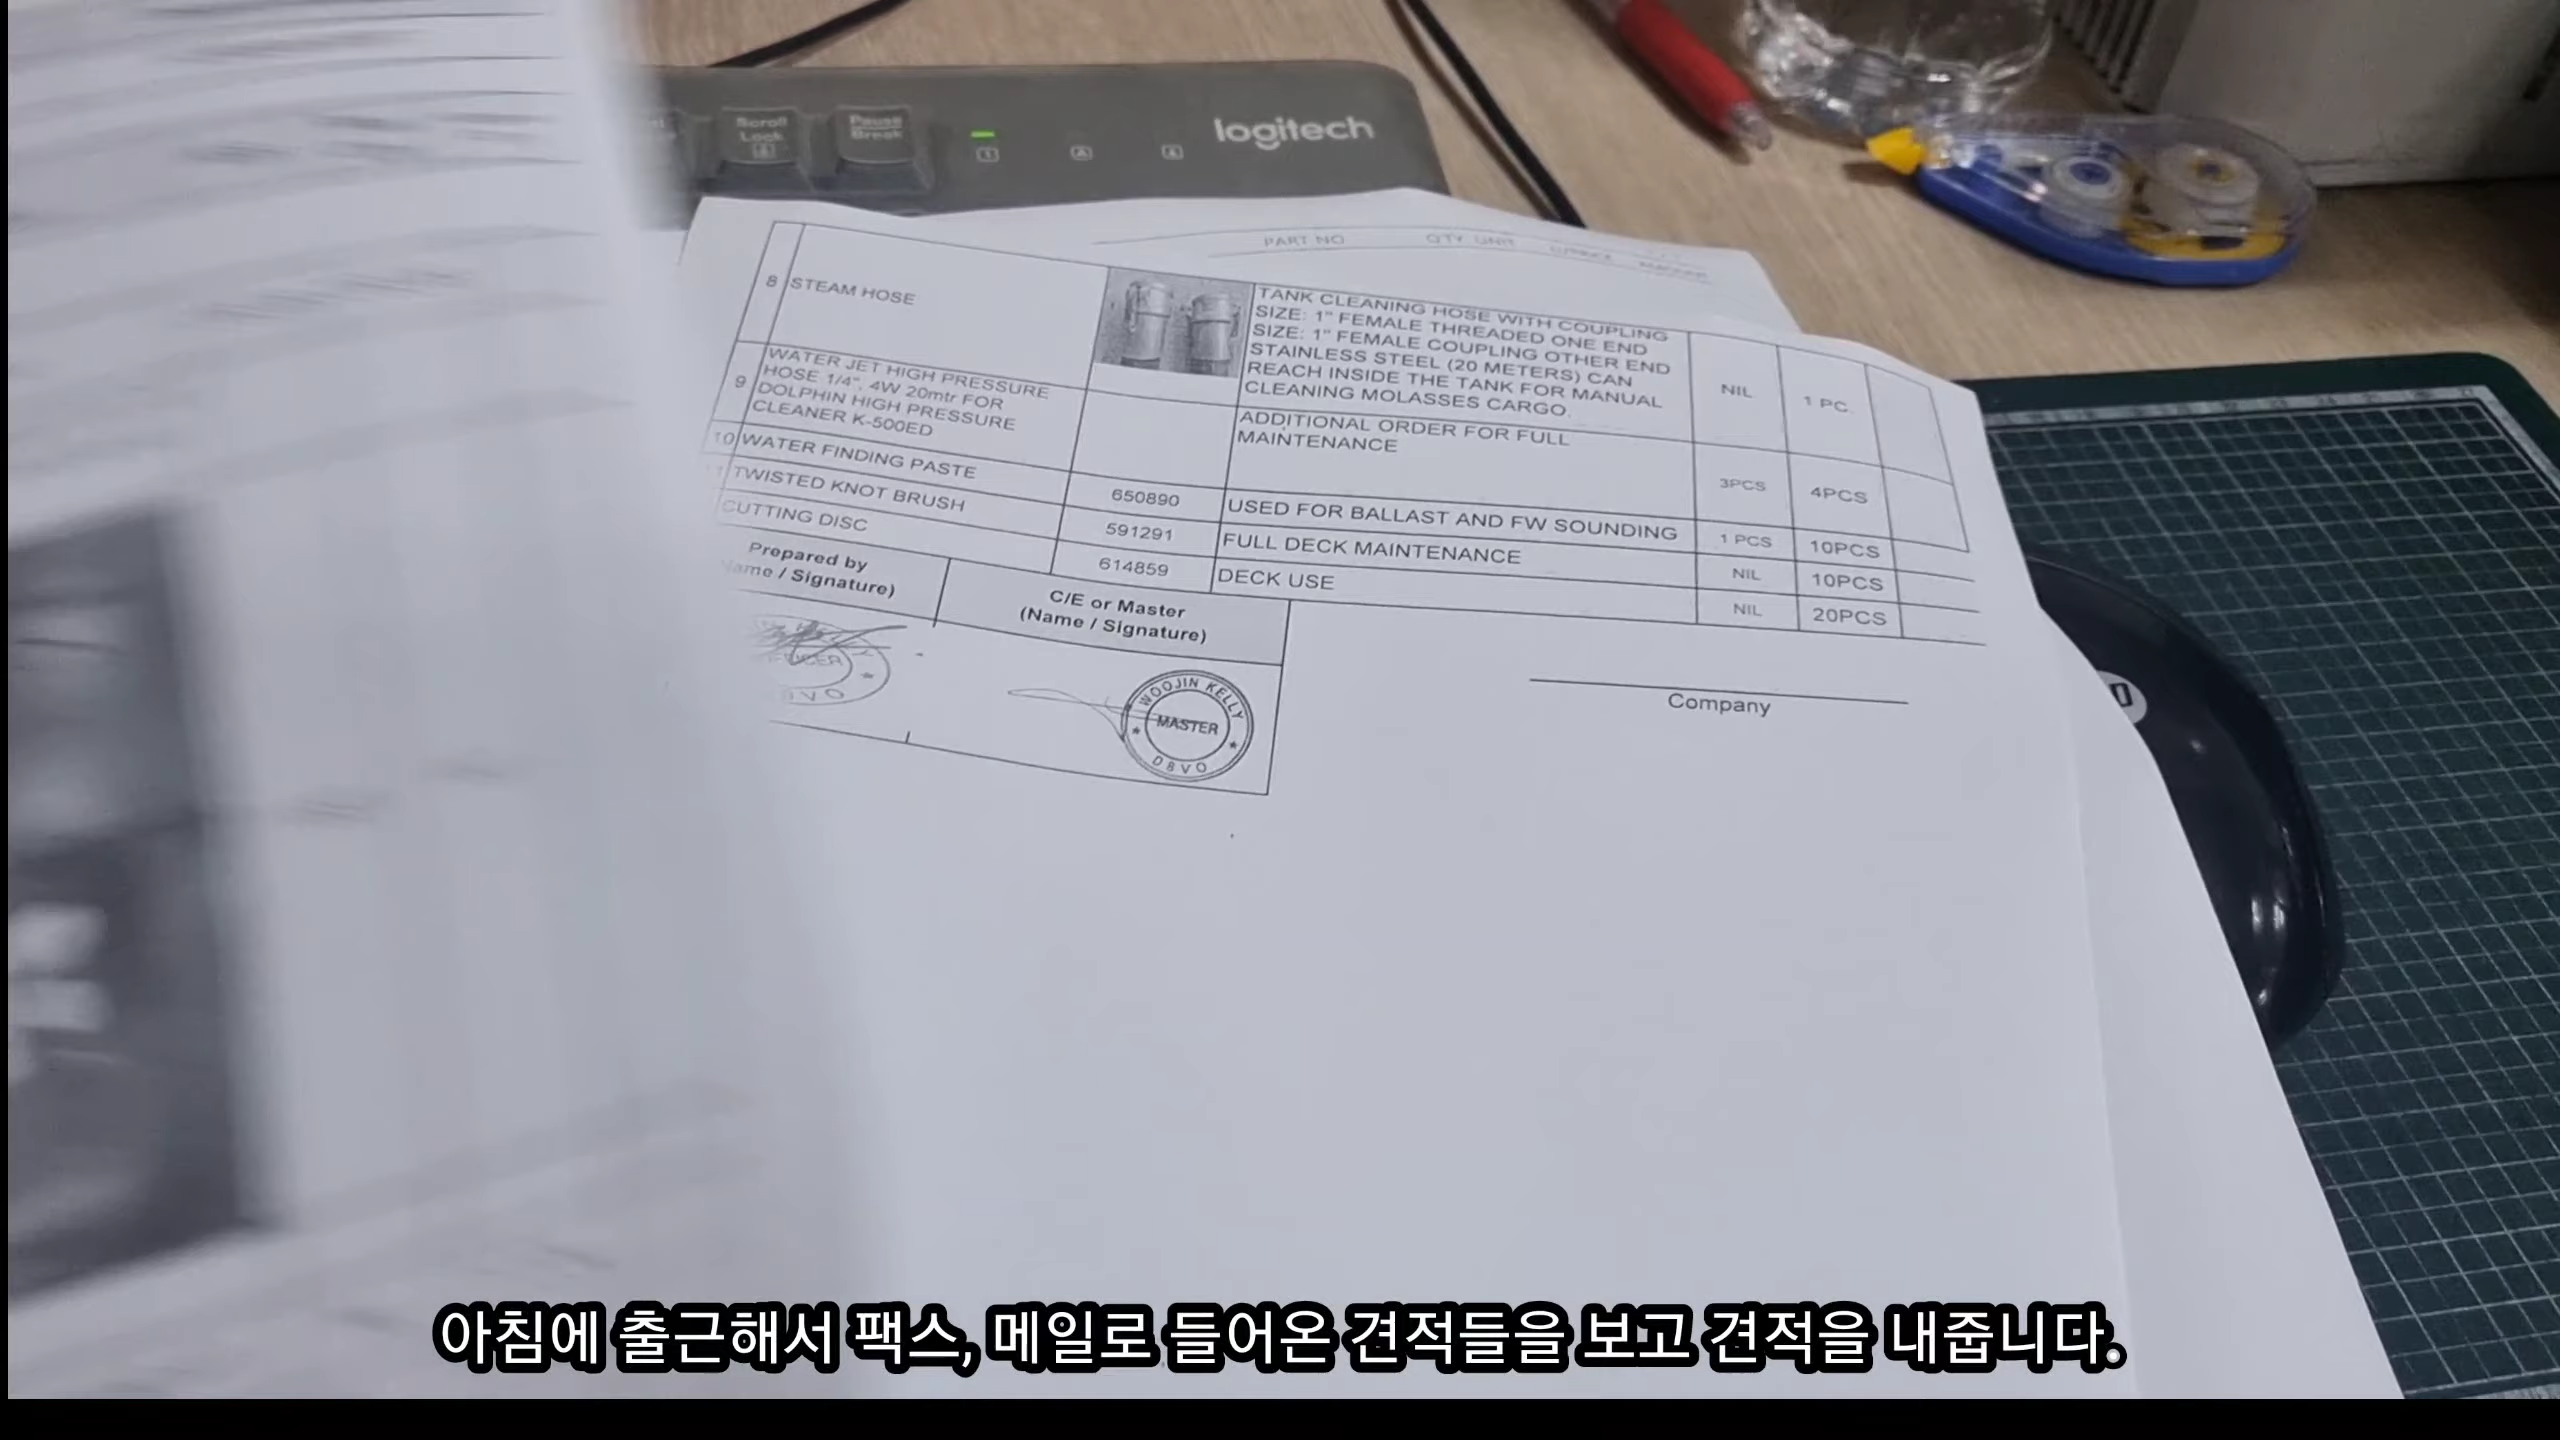 Scroll
Lock
Pause
Break
logitech
PART NO
QTY UNIT
8 STEAM HOSE
TANK CLEANING HOSE WITH COUPLING
SIZE: 1" FEMALE THREADED ONE END
SIZE: 1" FEMALE COUPLING OTHER END
STAINLESS STEEL (20 METERS) CAN
REACH INSIDE THE TANK FOR MANUAL
CLEANING MOLASSES CARGO.
NIL
1 PC.
9 WATER JET HIGH PRESSURE
HOSE 1/4", 4W 20mtr FOR
DOLPHIN HIGH PRESSURE
CLEANER K-500ED
ADDITIONAL ORDER FOR FULL
MAINTENANCE
3PCS
4PCS
10 WATER FINDING PASTE
650890
USED FOR BALLAST AND FW SOUNDING
1 PCS
10PCS
TWISTED KNOT BRUSH
591291
FULL DECK MAINTENANCE
NIL
10PCS
CUTTING DISC
614859
DECK USE
NIL
20PCS
Prepared by
/ Signature)
C/E or Master
(Name / Signature)
WOOJIN KELLY
MASTER
D8VO
Company
아침에 출근해서 팩스, 메일로 들어온 견적들을 보고 견적을 내줍니다.